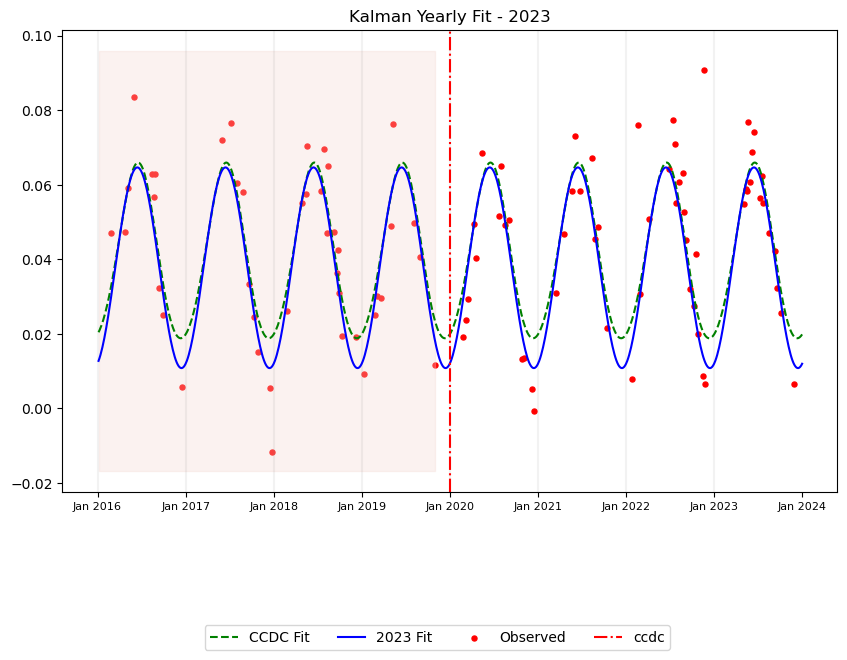 Kalman Yearly Fit - 2023
0.10
0.08
0.06
0.04
0.02
0.00
−0.02
Jan 2016 Jan 2017 Jan 2018 Jan 2019 Jan 2020 Jan 2021 Jan 2022 Jan 2023 Jan 2024
CCDC Fit 2023 Fit Observed ccdc